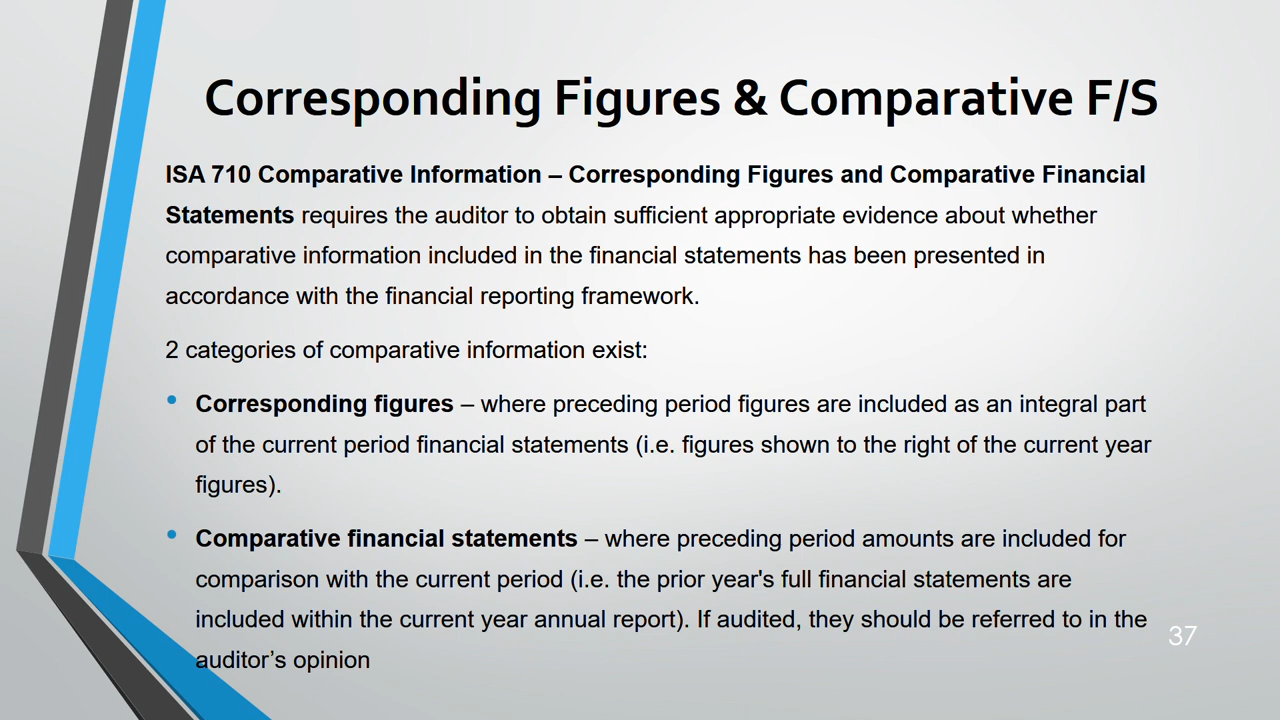 Corresponding Figures & Comparative F/S
ISA 710 Comparative Information – Corresponding Figures and Comparative Financial
Statements requires the auditor to obtain sufficient appropriate evidence about whether
comparative information included in the financial statements has been presented in
accordance with the financial reporting framework.
2 categories of comparative information exist:
• Corresponding figures – where preceding period figures are included as an integral part
of the current period financial statements (i.e. figures shown to the right of the current year
figures).
• Comparative financial statements – where preceding period amounts are included for
comparison with the current period (i.e. the prior year's full financial statements are
included within the current year annual report). If audited, they should be referred to in the
auditor’s opinion
37